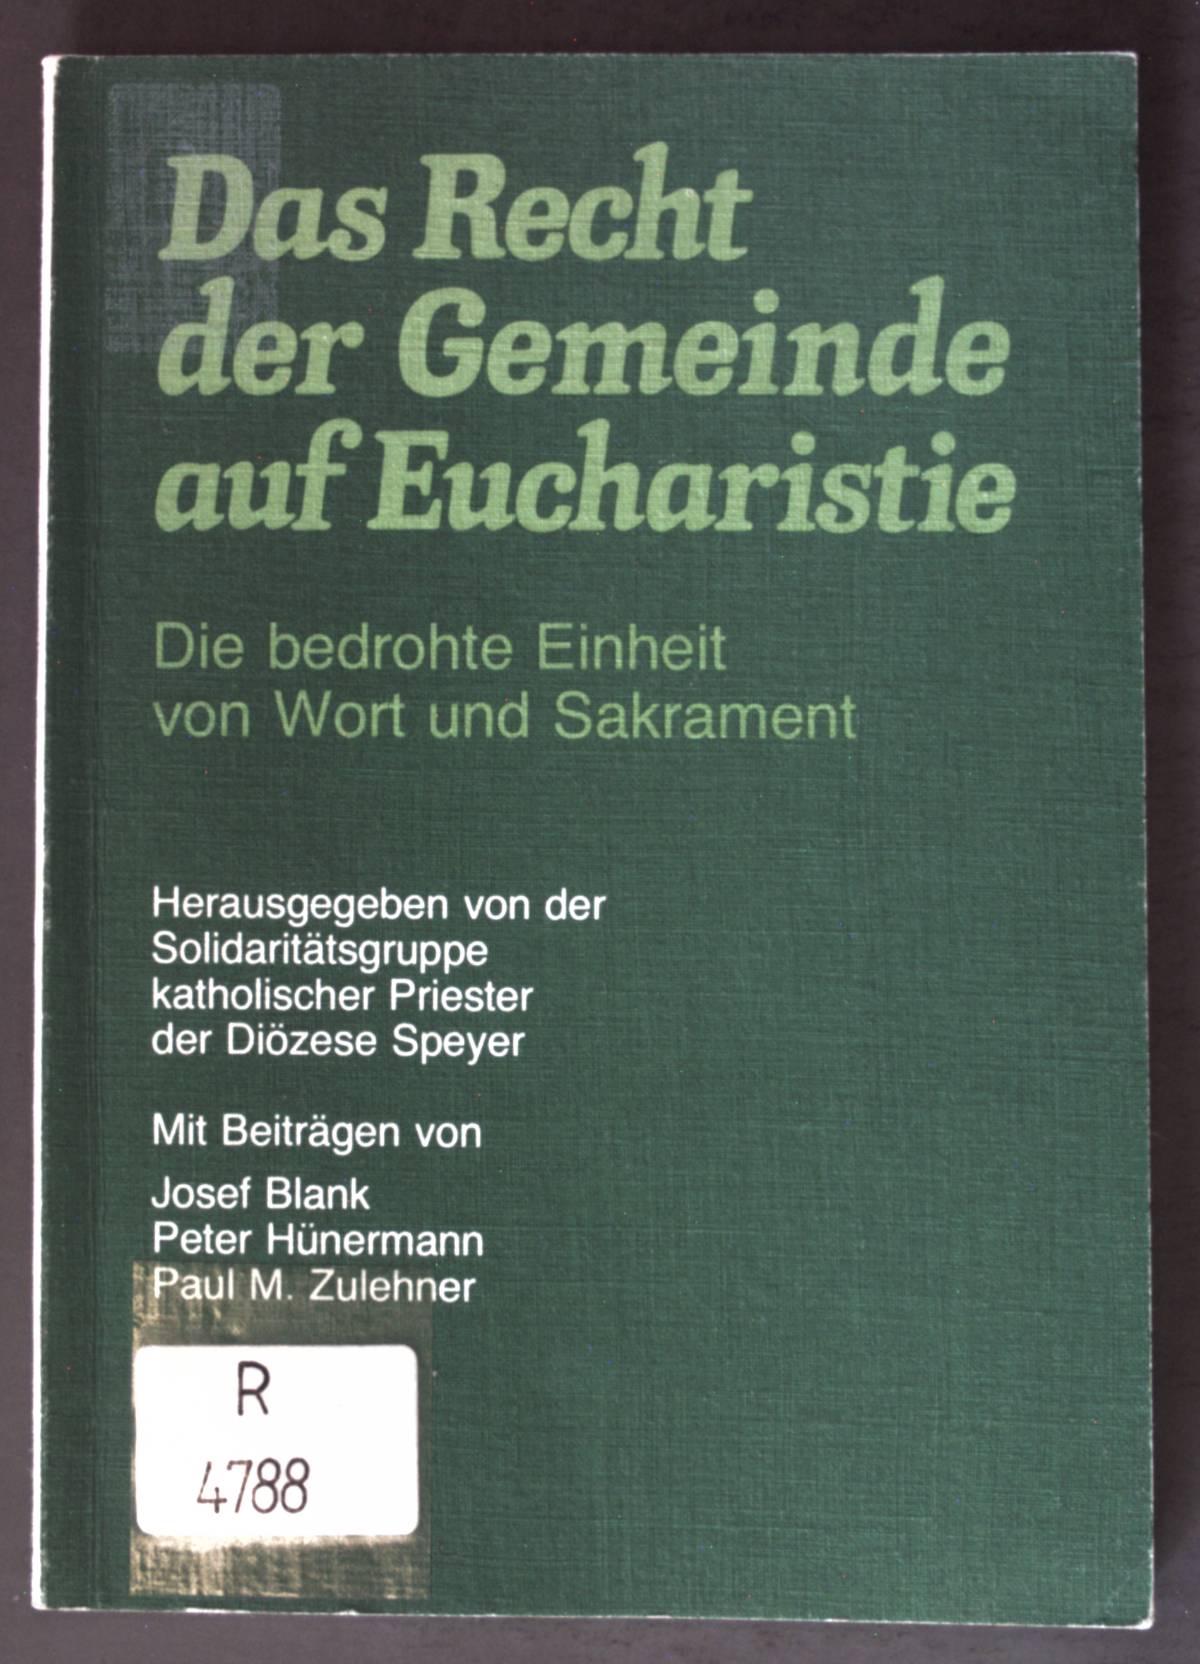 Das Recht
der Gemeinde
auf Eucharistie
Die bedrohte Einheit
von Wort und Sakrament
Herausgegeben von der
Solidaritätsgruppe
katholischer Priester
der Diözese Speyer
Mit Beiträgen von
Josef Blank
Peter Hünermann
Paul M. Zulehner
R
4788